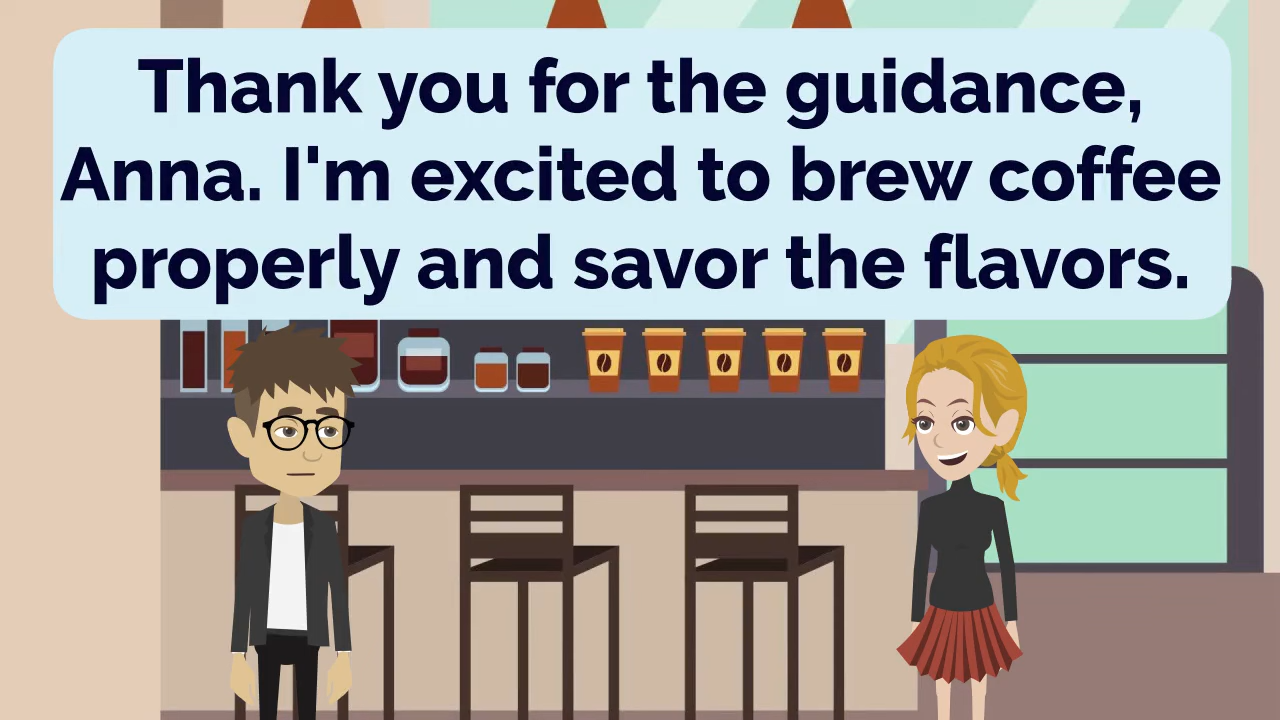 Thank you for the guidance,
Anna. I'm excited to brew coffee
properly and savor the flavors.